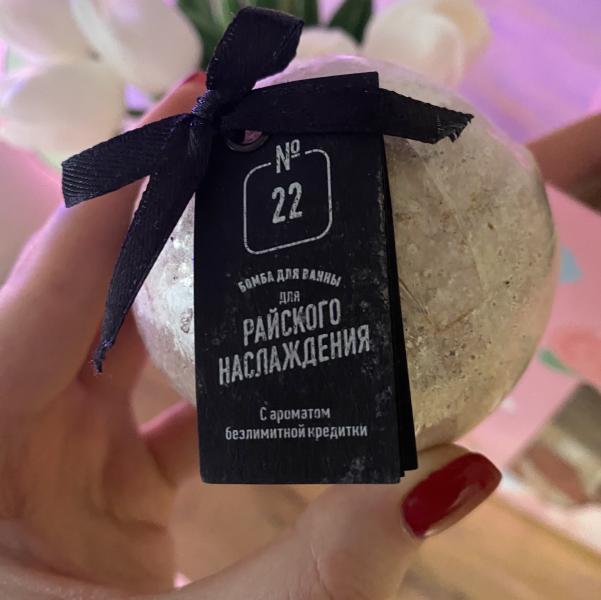 №
22
БОМБА ДЛЯ ВАННЫ
ДЛЯ
РАЙСКОГО
НАСЛАЖДЕНИЯ
С ароматом
безлимитной кредитки